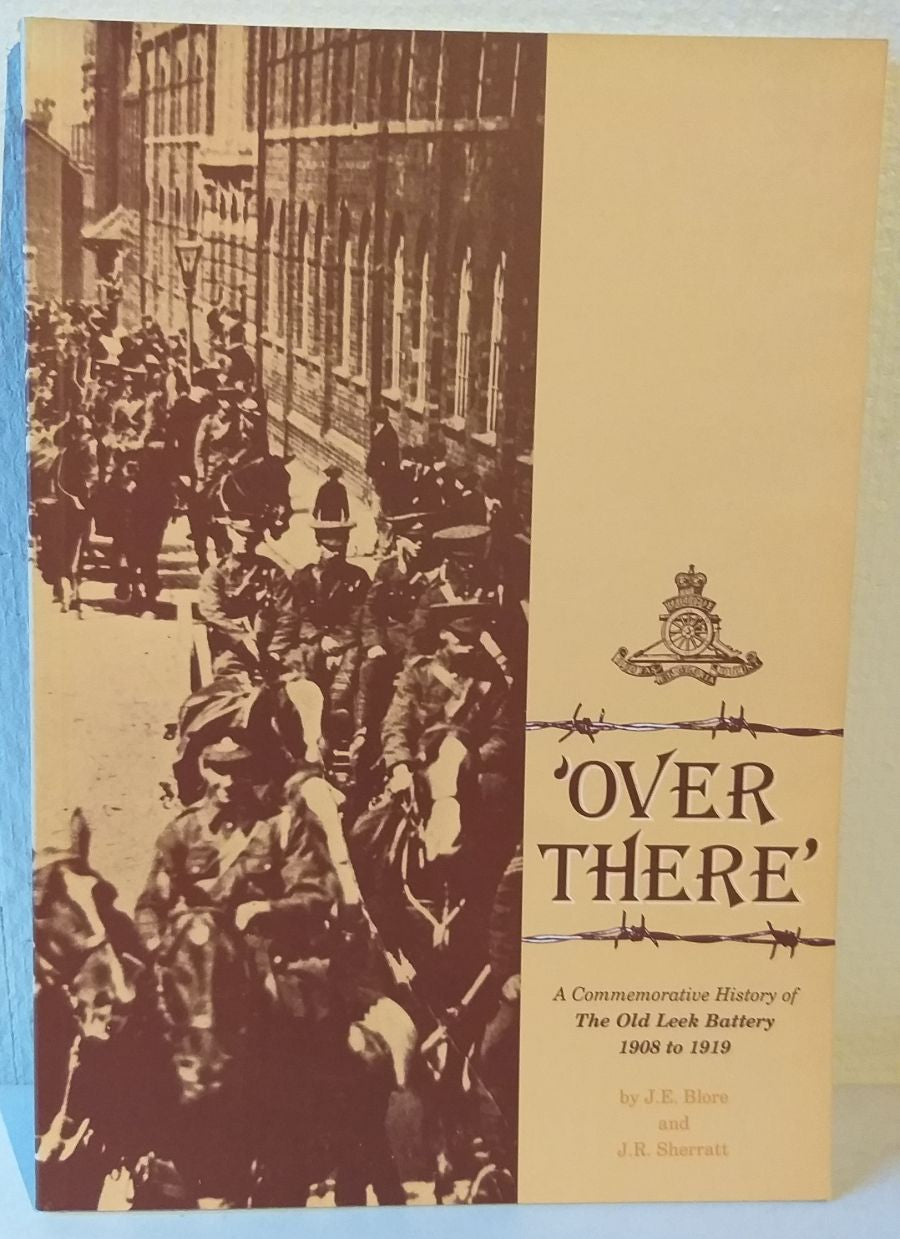 'OVER
THERE'
A Commemorative History of
The Old Leek Battery
1908 to 1919
by J.E. Blore
and
J.R. Sherratt